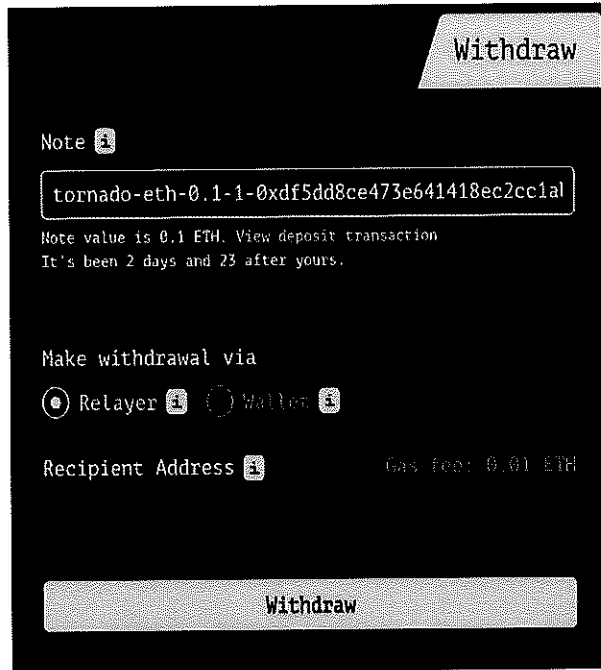 Withdraw
Note i
tornado-eth-0.1-1-0xdf5dd8ce473e641418ec2cc1a
Note value is 0.1 ETH. View deposit transaction
It's been 2 days and 23 after yours.
Make withdrawal via
Relayer i Wallet i
Recipient Address i Gas fee: 0.01 ETH
Withdraw